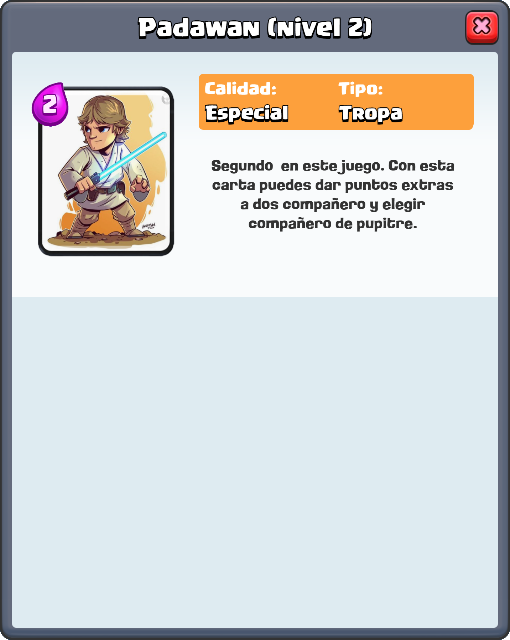 Padawan (nivel 2)
2
Calidad: Tipo:
Especial Tropa
Segundo en este juego. Con esta
carta puedes dar puntos extras
a dos compañero y elegir
compañero de pupitre.